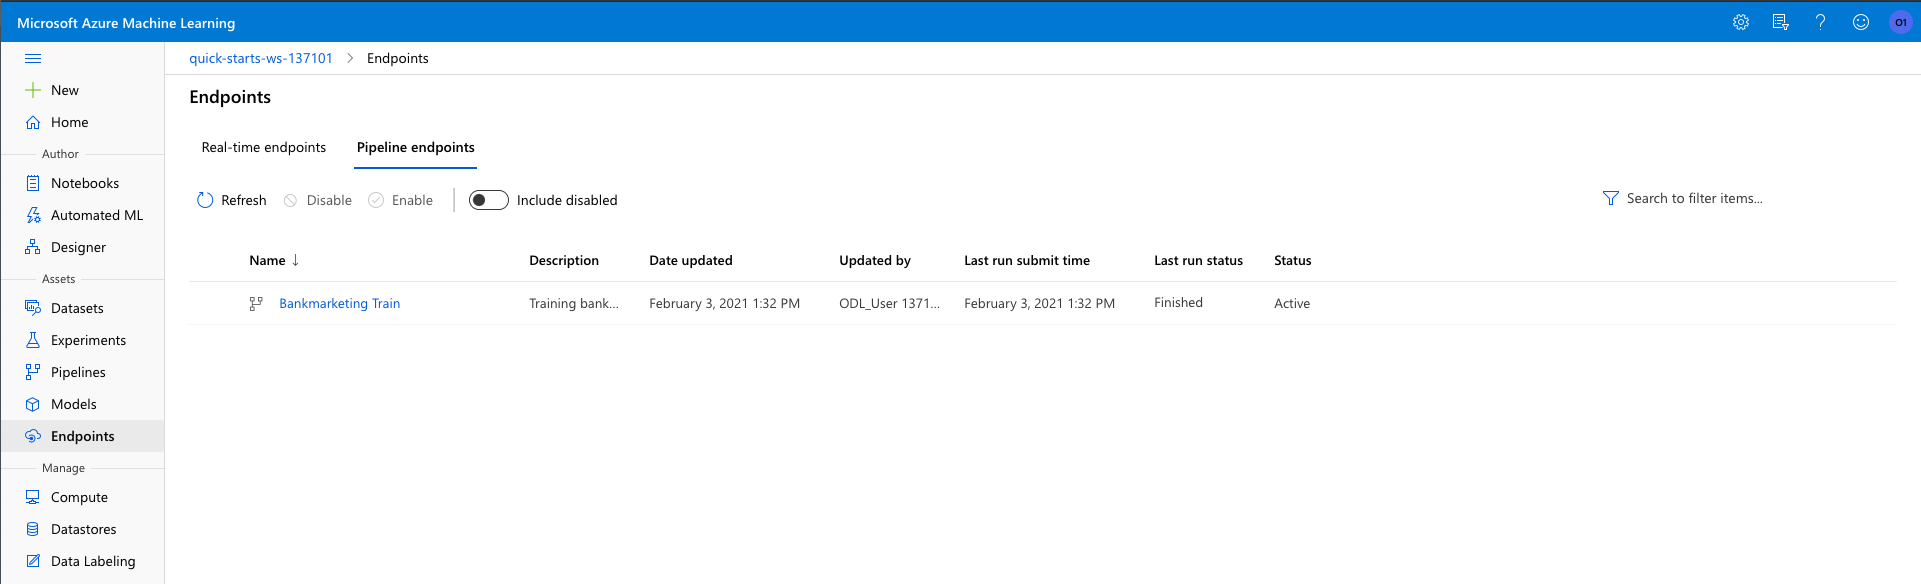 Microsoft Azure Machine Learning
O1
quick-starts-ws-137101 > Endpoints
New
Home
Author
Notebooks
Automated ML
Designer
Assets
Datasets
Experiments
Pipelines
Models
Endpoints
Manage
Compute
Datastores
Data Labeling
Endpoints
Real-time endpoints Pipeline endpoints
Refresh Disable Enable Include disabled Search to filter items...
Name ↓ Description Date updated Updated by Last run submit time Last run status Status
Bankmarketing Train Training bank... February 3, 2021 1:32 PM ODL_User 1371... February 3, 2021 1:32 PM Finished Active